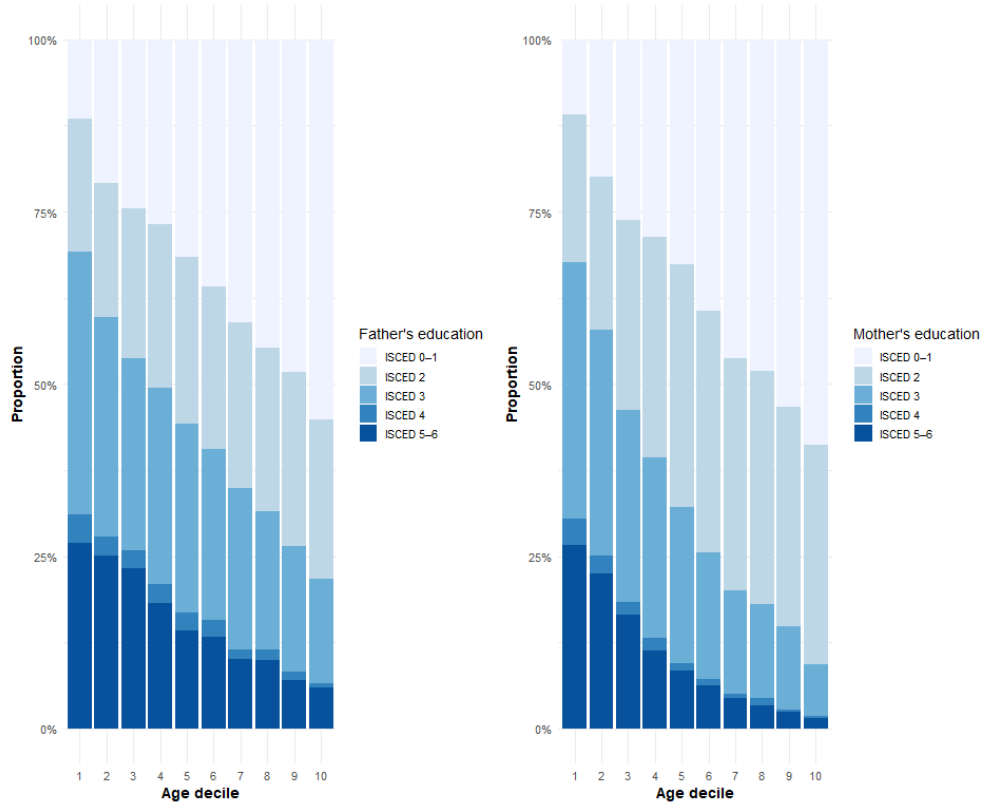 100%
75%
50%
25%
0%
Proportion
1 2 3 4 5 6 7 8 9 10
Age decile
Father's education
ISCED 0–1
ISCED 2
ISCED 3
ISCED 4
ISCED 5–6
100%
75%
50%
25%
0%
Proportion
1 2 3 4 5 6 7 8 9 10
Age decile
Mother's education
ISCED 0–1
ISCED 2
ISCED 3
ISCED 4
ISCED 5–6